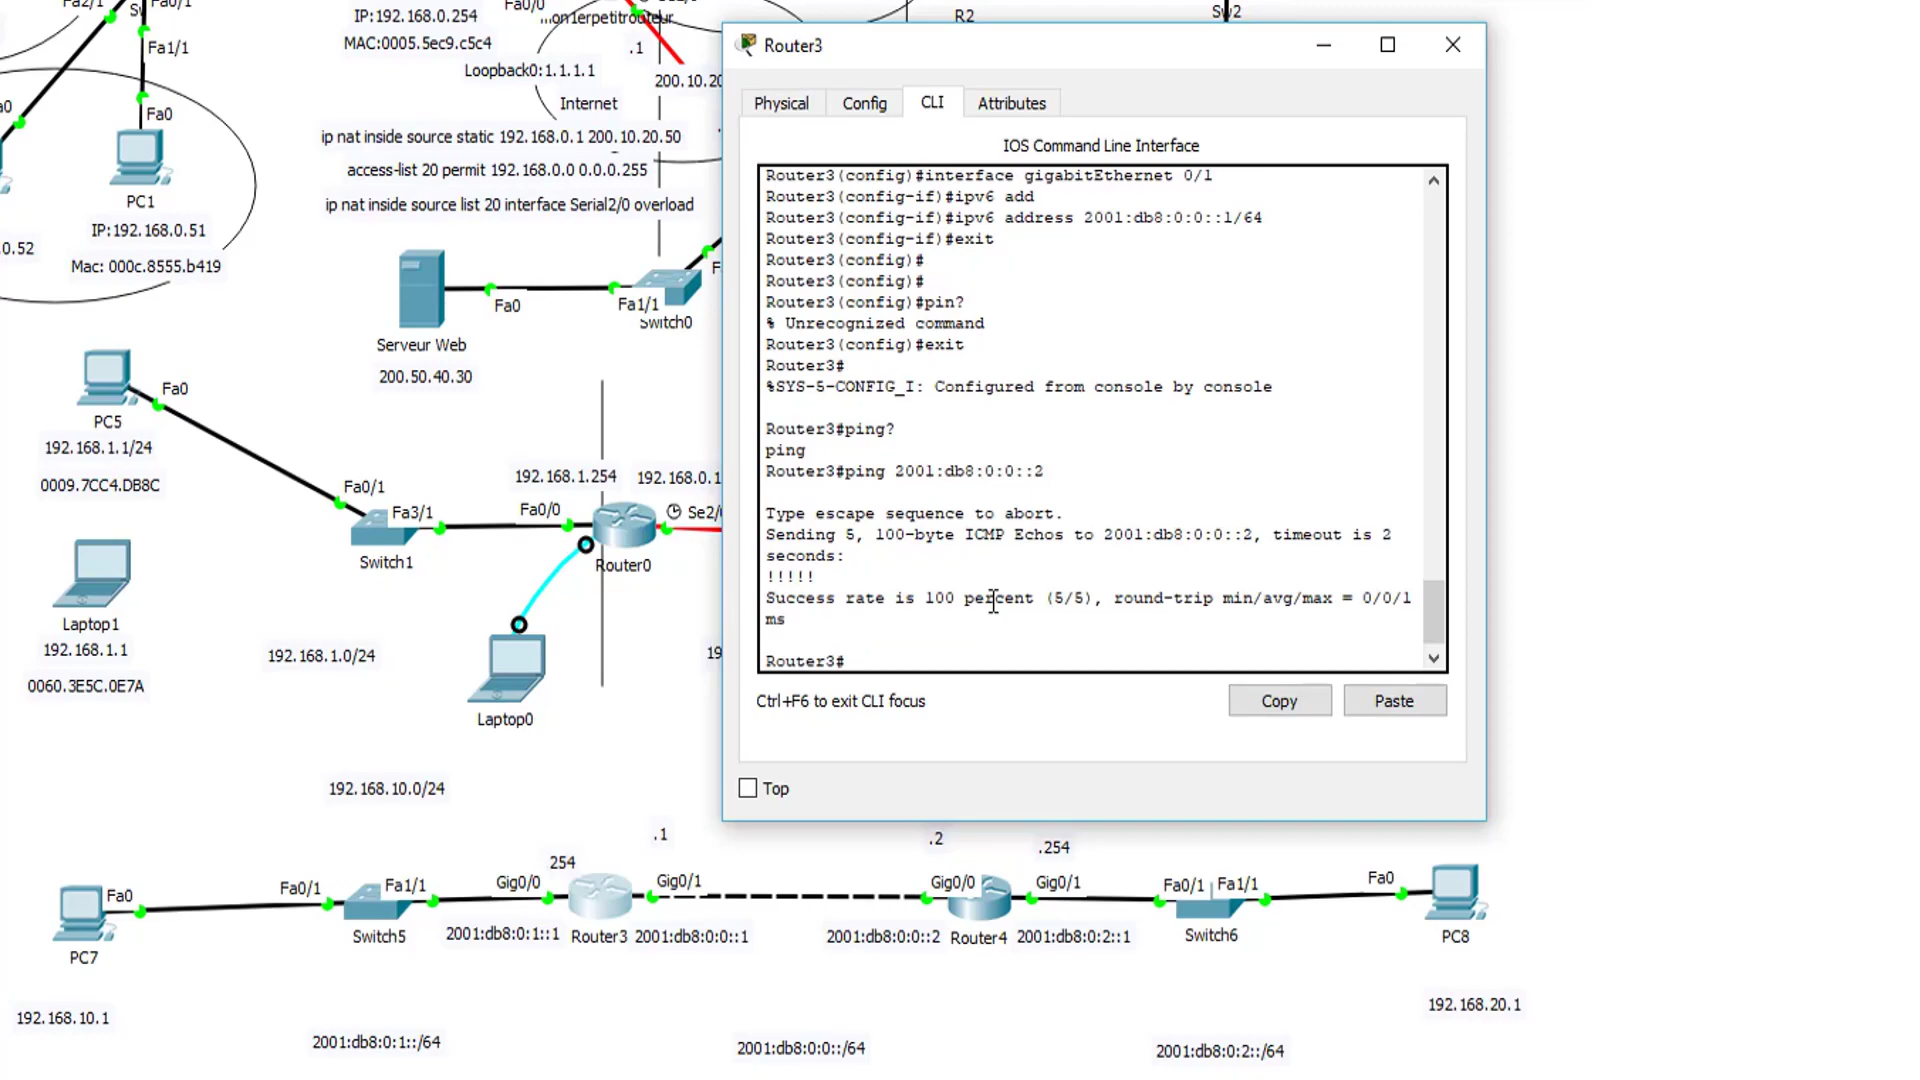 Fa2/1
Fa0/1
Fa1/1
Fa0
PC1
IP:192.168.0.51
Mac: 000c.8555.b419
IP:192.168.0.254
MAC:0005.5ec9.c5c4
Fa0/0
...on1erpetitrouteur
.1
Loopback0:1.1.1.1
Internet
ip nat inside source static 192.168.0.1 200.10.20.50
access-list 20 permit 192.168.0.0 0.0.0.255
ip nat inside source list 20 interface Serial2/0 overload
R2
Sw2
Serveur Web
200.50.40.30
Fa0
Fa1/1
Switch0
PC5
192.168.1.1/24
0009.7CC4.DB8C
Fa0
Fa0/1
Fa3/1
Switch1
192.168.1.254
Fa0/0
Router0
Laptop1
192.168.1.1
0060.3E5C.0E7A
192.168.1.0/24
Laptop0
192.168.10.0/24
Router3
Physical
Config
CLI
Attributes
IOS Command Line Interface
Router3(config)#interface gigabitEthernet 0/1
Router3(config-if)#ipv6 add
Router3(config-if)#ipv6 address 2001:db8:0:0::1/64
Router3(config-if)#exit
Router3(config)#
Router3(config)#
Router3(config)#pin?
% Unrecognized command
Router3(config)#exit
Router3#
%SYS-5-CONFIG_I: Configured from console by console
Router3#ping?
ping
Router3#ping 2001:db8:0:0::2
Type escape sequence to abort.
Sending 5, 100-byte ICMP Echos to 2001:db8:0:0::2, timeout is 2
seconds:
!!!!!
Success rate is 100 percent (5/5), round-trip min/avg/max = 0/0/1
ms
Router3#
Ctrl+F6 to exit CLI focus
Copy
Paste
Top
.1
.2
.254
254
Fa0
Fa0/1
Fa1/1
Gig0/0
Gig0/1
Gig0/0
Gig0/1
Fa0/1
Fa1/1
Fa0
PC7
Switch5
2001:db8:0:1::1
Router3
2001:db8:0:0::1
2001:db8:0:0::2
Router4
2001:db8:0:2::1
Switch6
PC8
192.168.10.1
192.168.20.1
2001:db8:0:1::/64
2001:db8:0:0::/64
2001:db8:0:2::/64